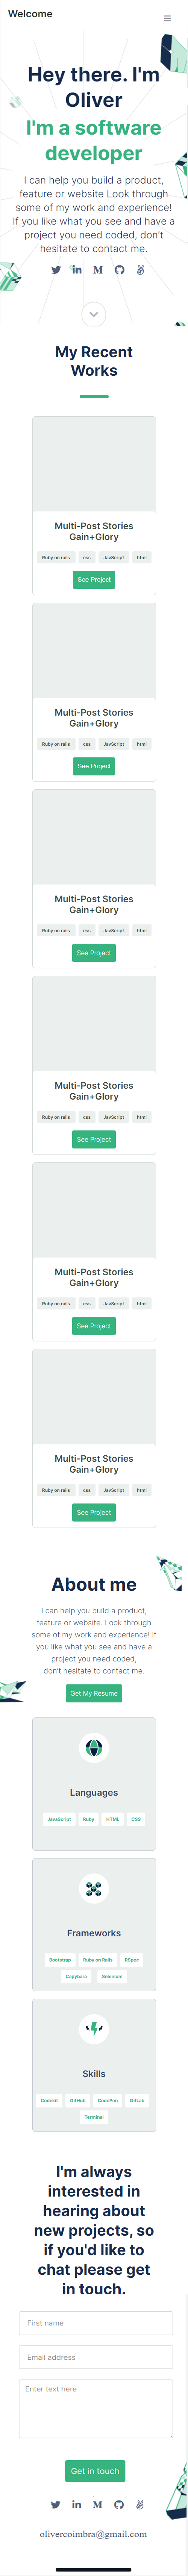 Welcome
Hey there. I'm
Oliver
I'm a software
developer
I can help you build a product,
feature or website Look through
some of my work and experience!
If you like what you see and have a
project you need coded, don't
hesitate to contact me.
My Recent
Works
Multi-Post Stories
Gain+Glory
Ruby on rails css JavScript html
See Project
Multi-Post Stories
Gain+Glory
Ruby on rails css JavScript html
See Project
Multi-Post Stories
Gain+Glory
Ruby on rails css JavScript html
See Project
Multi-Post Stories
Gain+Glory
Ruby on rails css JavScript html
See Project
Multi-Post Stories
Gain+Glory
Ruby on rails css JavScript html
See Project
Multi-Post Stories
Gain+Glory
Ruby on rails css JavScript html
See Project
About me
I can help you build a product,
feature or website. Look through
some of my work and experience! If
you like what you see and have a
project you need coded,
don't hesitate to contact me.
Get My Resume
Languages
JavaScript Ruby HTML CSS
Frameworks
Bootstrap Ruby on Rails RSpec
Capybara Selenium
Skills
Codekit GitHub CodePen GitLab
Terminal
I'm always
interested in
hearing about
new projects, so
if you'd like to
chat please get
in touch.
First name
Email address
Enter text here
Get in touch
olivercoimbra@gmail.com